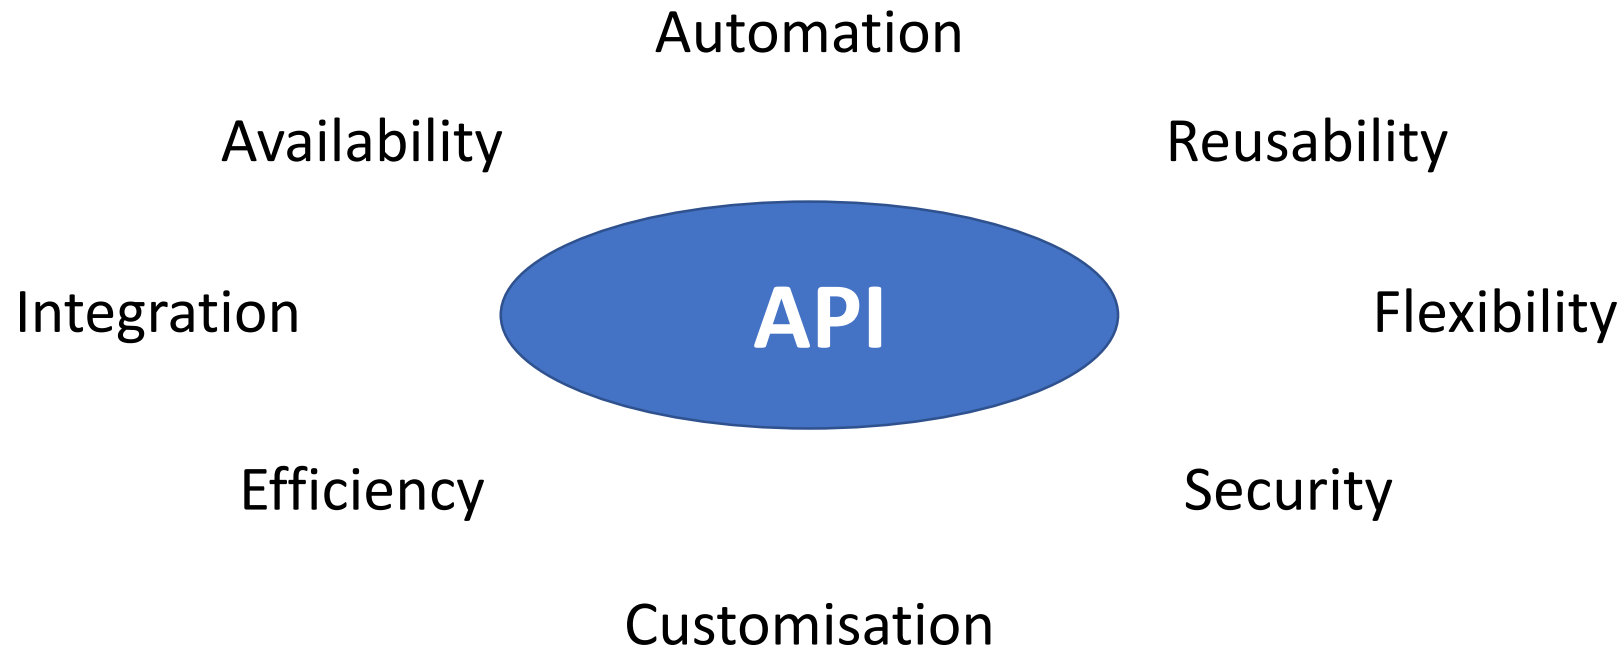 Automation
Availability
Reusability
Integration
API
Flexibility
Efficiency
Security
Customisation